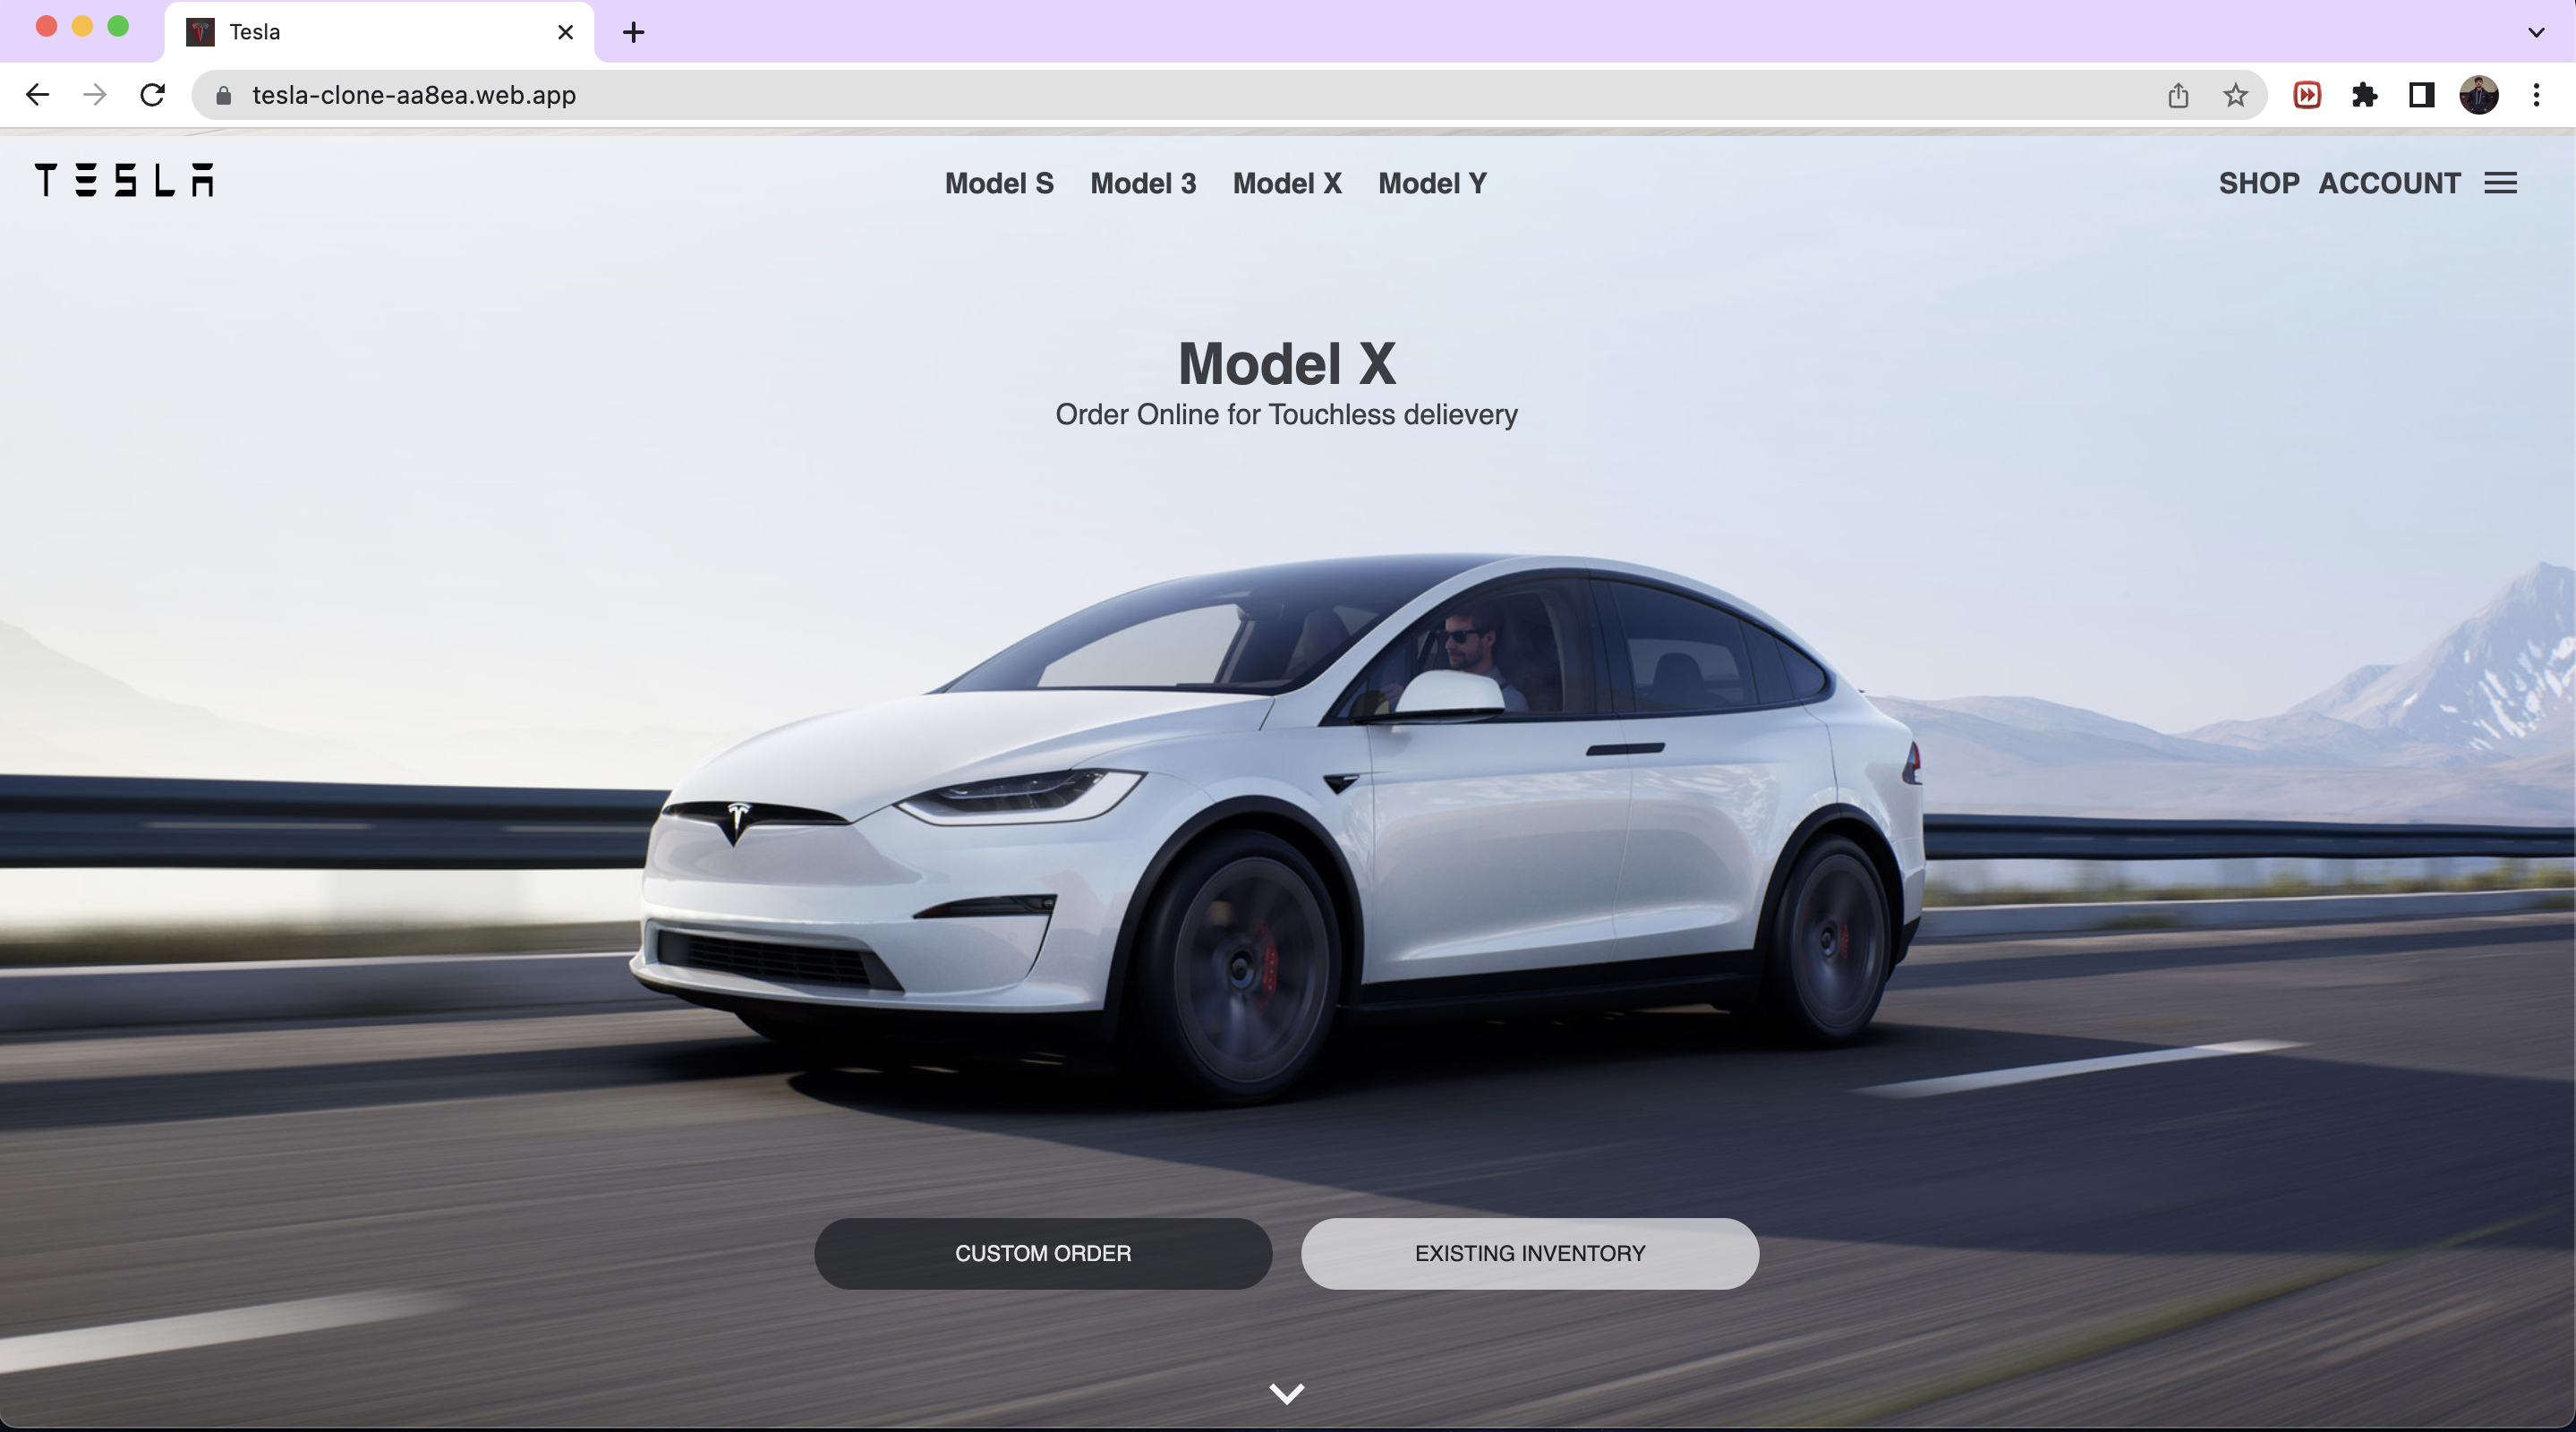 Tesla
tesla-clone-aa8ea.web.app
TESLA
Model S Model 3 Model X Model Y
SHOP ACCOUNT
Model X
Order Online for Touchless delievery
CUSTOM ORDER
EXISTING INVENTORY